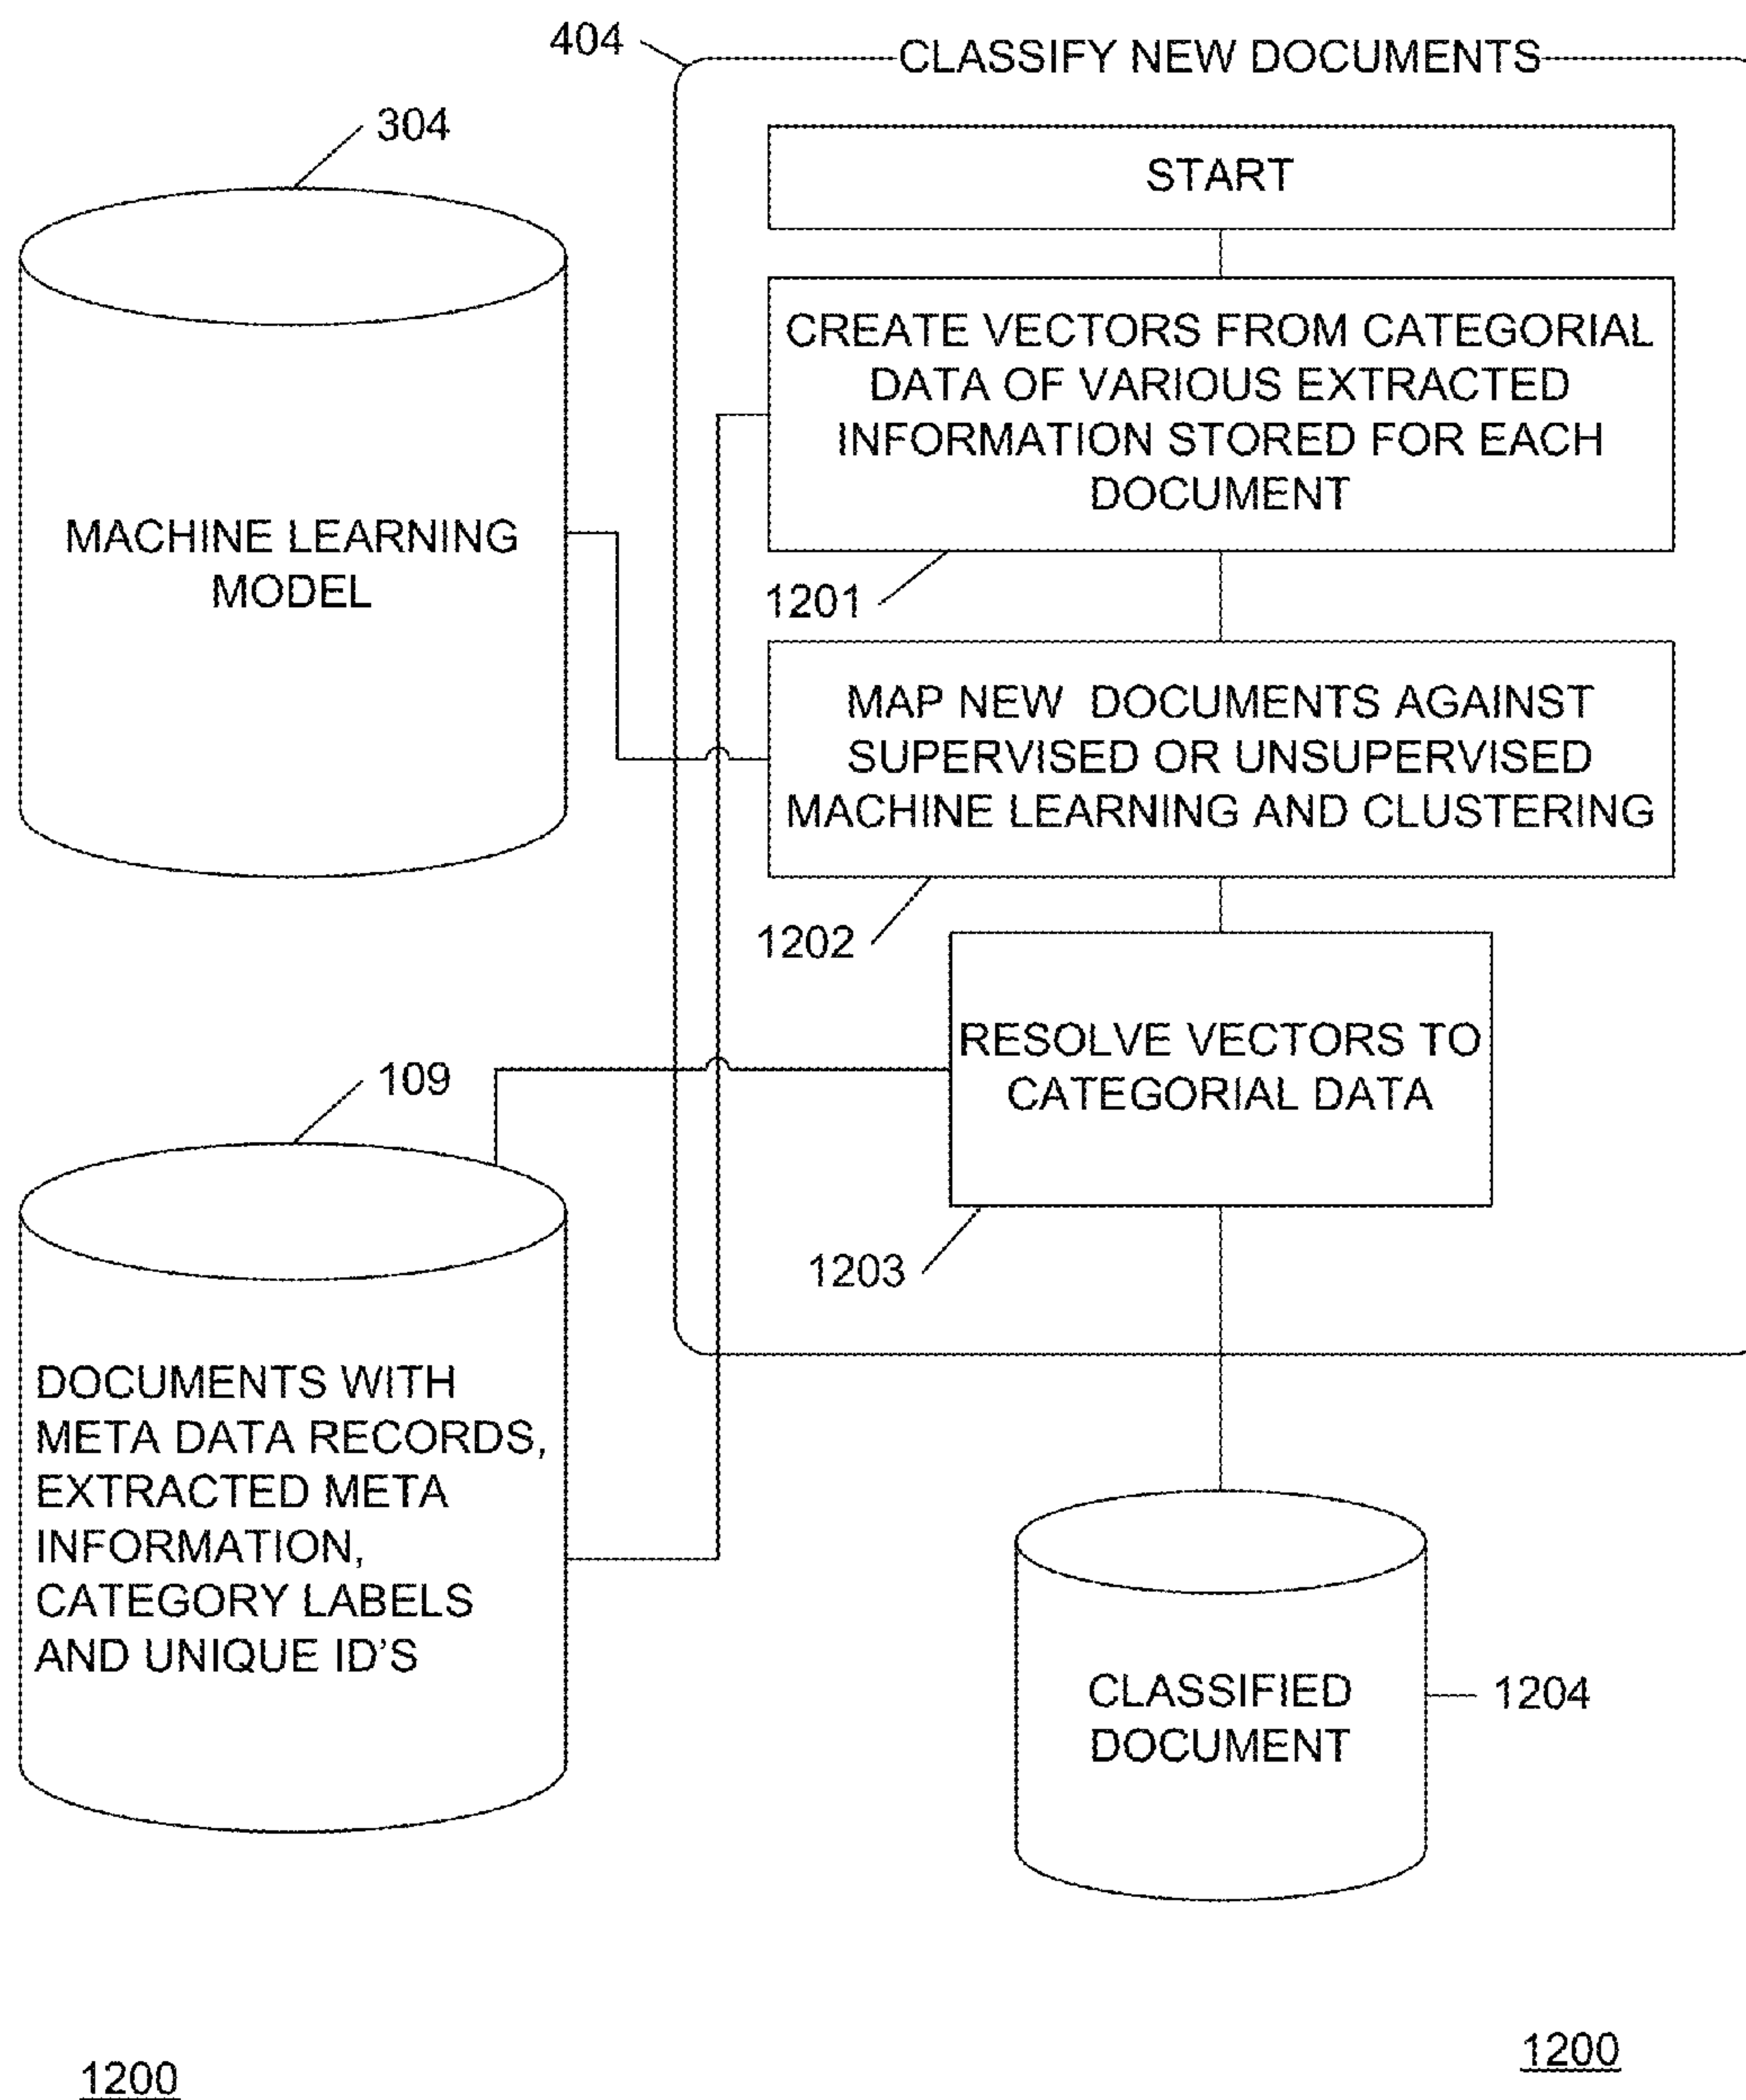 404
CLASSIFY NEW DOCUMENTS
304
START
MACHINE LEARNING
MODEL
CREATE VECTORS FROM CATEGORIAL
DATA OF VARIOUS EXTRACTED
INFORMATION STORED FOR EACH
DOCUMENT
1201
MAP NEW DOCUMENTS AGAINST
SUPERVISED OR UNSUPERVISED
MACHINE LEARNING AND CLUSTERING
1202
RESOLVE VECTORS TO
CATEGORIAL DATA
1203
109
DOCUMENTS WITH
META DATA RECORDS,
EXTRACTED META
INFORMATION,
CATEGORY LABELS
AND UNIQUE ID'S
CLASSIFIED
DOCUMENT
1204
1200
1200